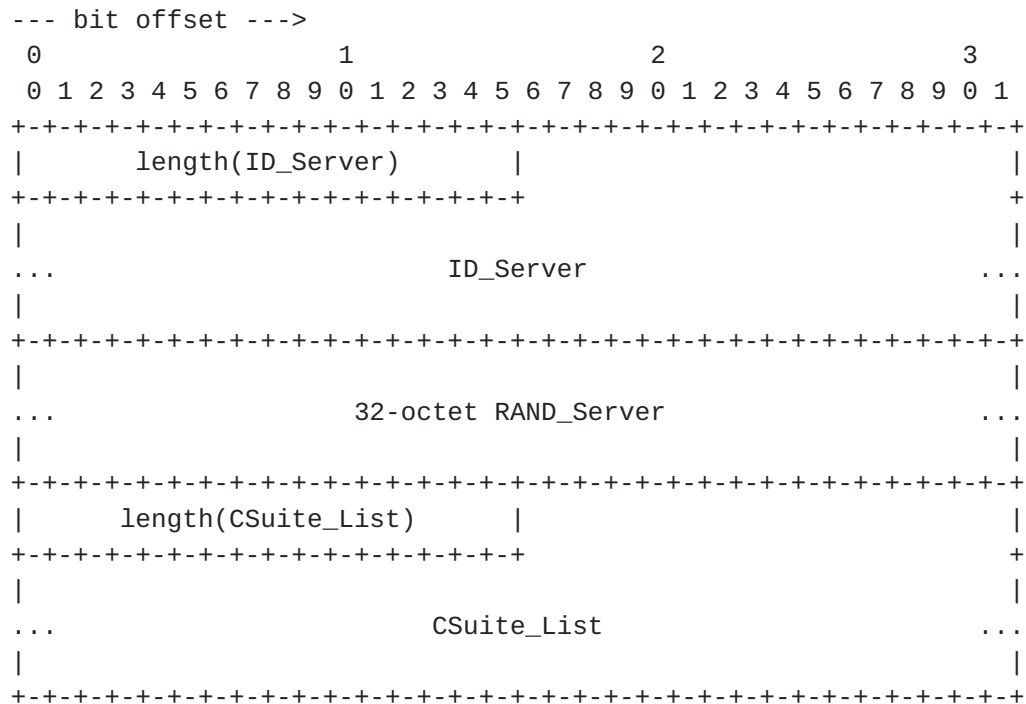 --- bit offset --->
 0                   1                   2                   3
 0 1 2 3 4 5 6 7 8 9 0 1 2 3 4 5 6 7 8 9 0 1 2 3 4 5 6 7 8 9 0 1
+-+-+-+-+-+-+-+-+-+-+-+-+-+-+-+-+-+-+-+-+-+-+-+-+-+-+-+-+-+-+-+-+
|       length(ID_Server)       |                               |
+-+-+-+-+-+-+-+-+-+-+-+-+-+-+-+-+                               +
|                                                               |
...                         ID_Server                         ...
|                                                               |
+-+-+-+-+-+-+-+-+-+-+-+-+-+-+-+-+-+-+-+-+-+-+-+-+-+-+-+-+-+-+-+-+
|                                                               |
...                   32-octet RAND_Server                    ...
|                                                               |
+-+-+-+-+-+-+-+-+-+-+-+-+-+-+-+-+-+-+-+-+-+-+-+-+-+-+-+-+-+-+-+-+
|      length(CSuite_List)      |                               |
+-+-+-+-+-+-+-+-+-+-+-+-+-+-+-+-+                               +
|                                                               |
...                        CSuite_List                        ...
|                                                               |
+-+-+-+-+-+-+-+-+-+-+-+-+-+-+-+-+-+-+-+-+-+-+-+-+-+-+-+-+-+-+-+-+